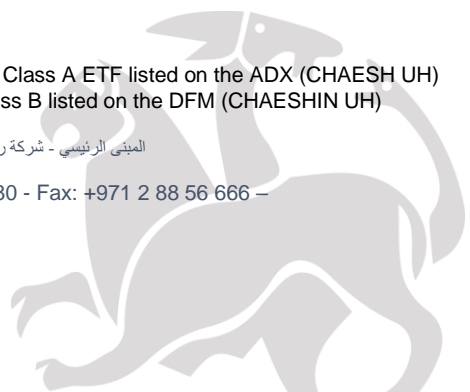 Class A ETF listed on the ADX (CHAESH UH)
ss B listed on the DFM (CHAESHIN UH)
المبنى الرئيسي - شركة ر
30 - Fax: +971 2 88 56 666 –